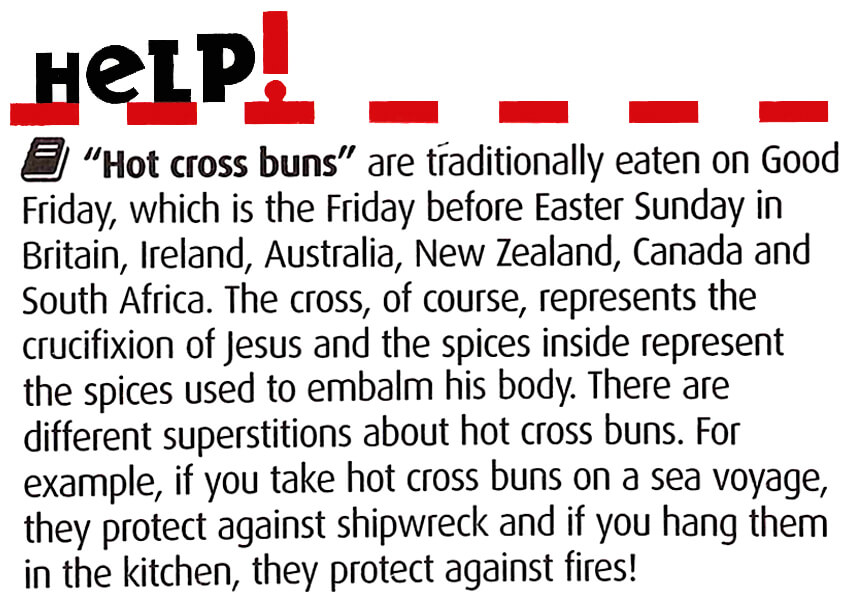 HeLP!
“Hot cross buns” are traditionally eaten on Good
Friday, which is the Friday before Easter Sunday in
Britain, Ireland, Australia, New Zealand, Canada and
South Africa. The cross, of course, represents the
crucifixion of Jesus and the spices inside represent
the spices used to embalm his body. There are
different superstitions about hot cross buns. For
example, if you take hot cross buns on a sea voyage,
they protect against shipwreck and if you hang them
in the kitchen, they protect against fires!